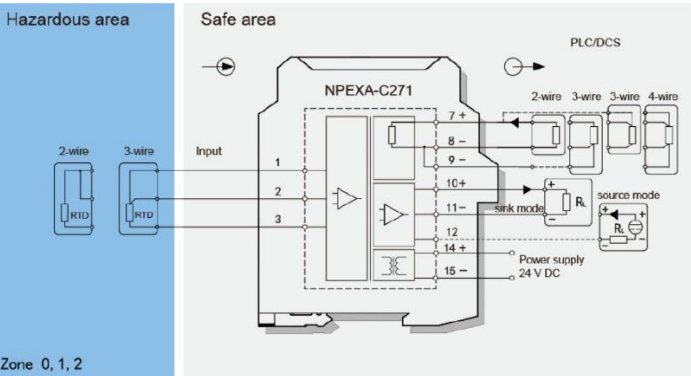 Hazardous area
Safe area
PLC/DCS
NPEXA-C271
2-wire 3-wire 3-wire 4-wire
7 +
8 −
9 −
2-wire 3-wire
Input
1
2
3
RTD
RTD
10+
11−
12
sink mode
+
−
RL
source mode
+ +
RL
− −
14 +
15 −
Power supply
24 V DC
Zone 0, 1, 2